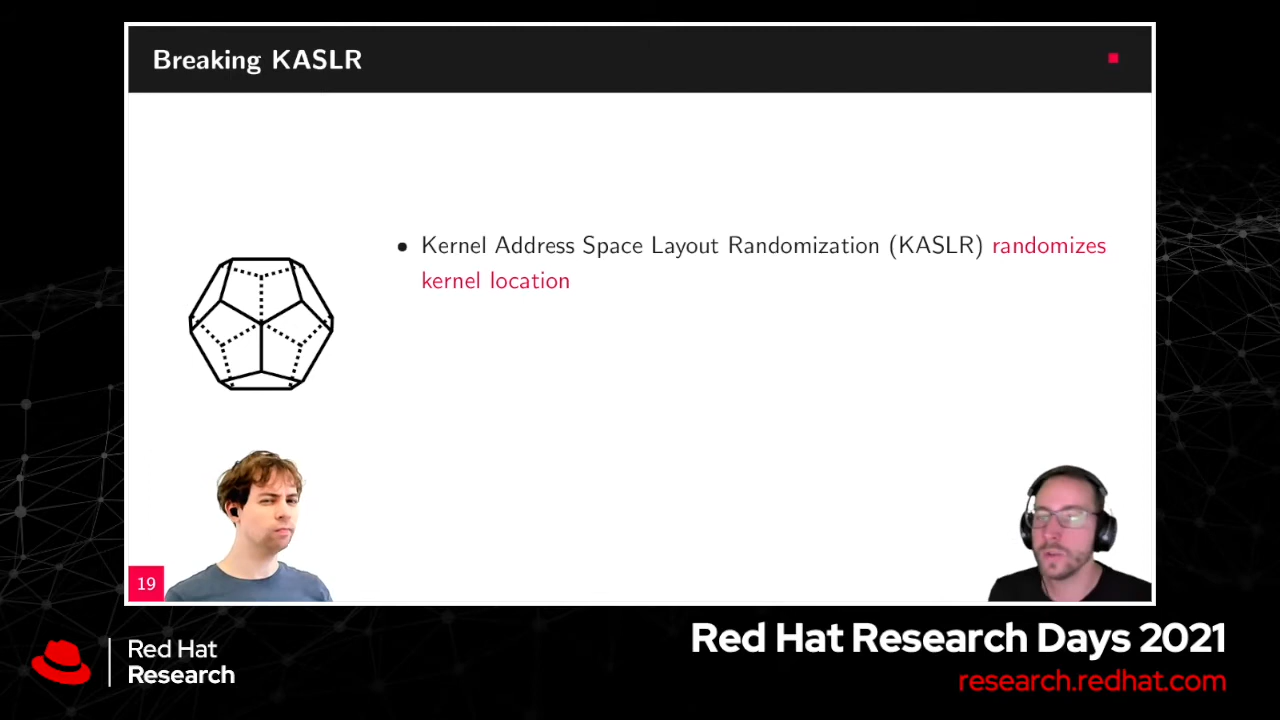 Breaking KASLR
• Kernel Address Space Layout Randomization (KASLR) randomizes
kernel location
19
Red Hat
Research
Red Hat Research Days 2021
research.redhat.com